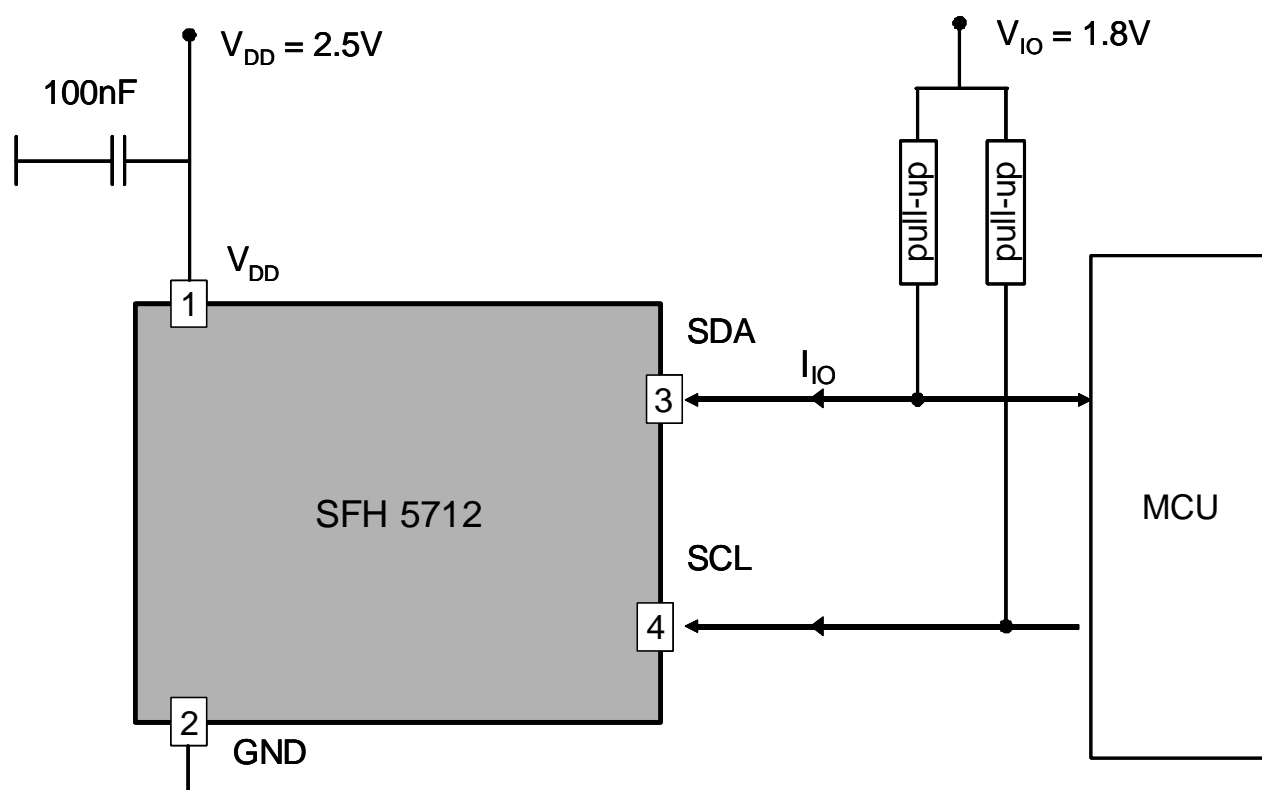 V_DD = 2.5V
V_IO = 1.8V
100nF
pull-up
pull-up
V_DD
1
SDA
I_IO
3
SFH 5712
MCU
SCL
4
2
GND